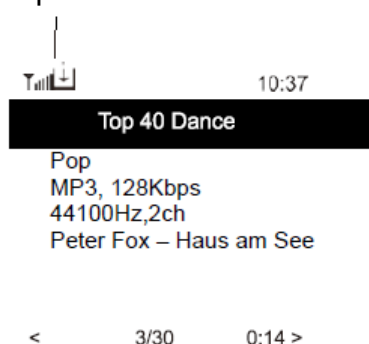 10:37
Top 40 Dance
Pop
MP3, 128Kbps
44100Hz,2ch
Peter Fox – Haus am See
< 3/30 0:14 >